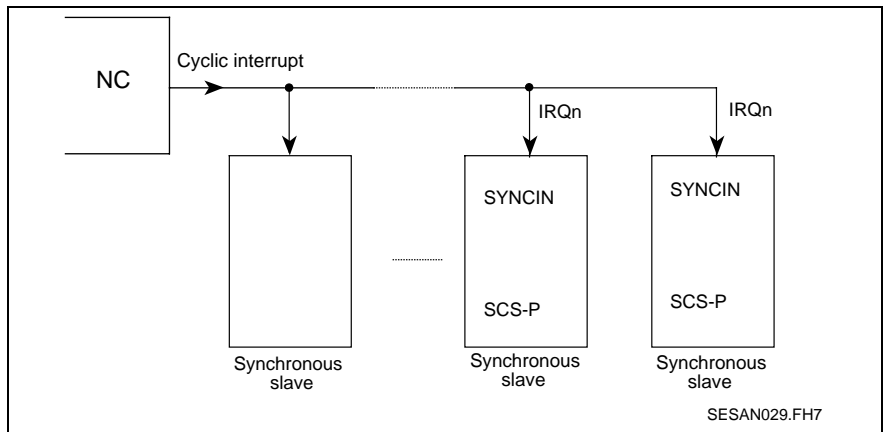 Cyclic interrupt
NC
IRQn
IRQn
SYNCIN
SYNCIN
SCS-P
SCS-P
Synchronous
slave
Synchronous
slave
Synchronous
slave
SESAN029.FH7